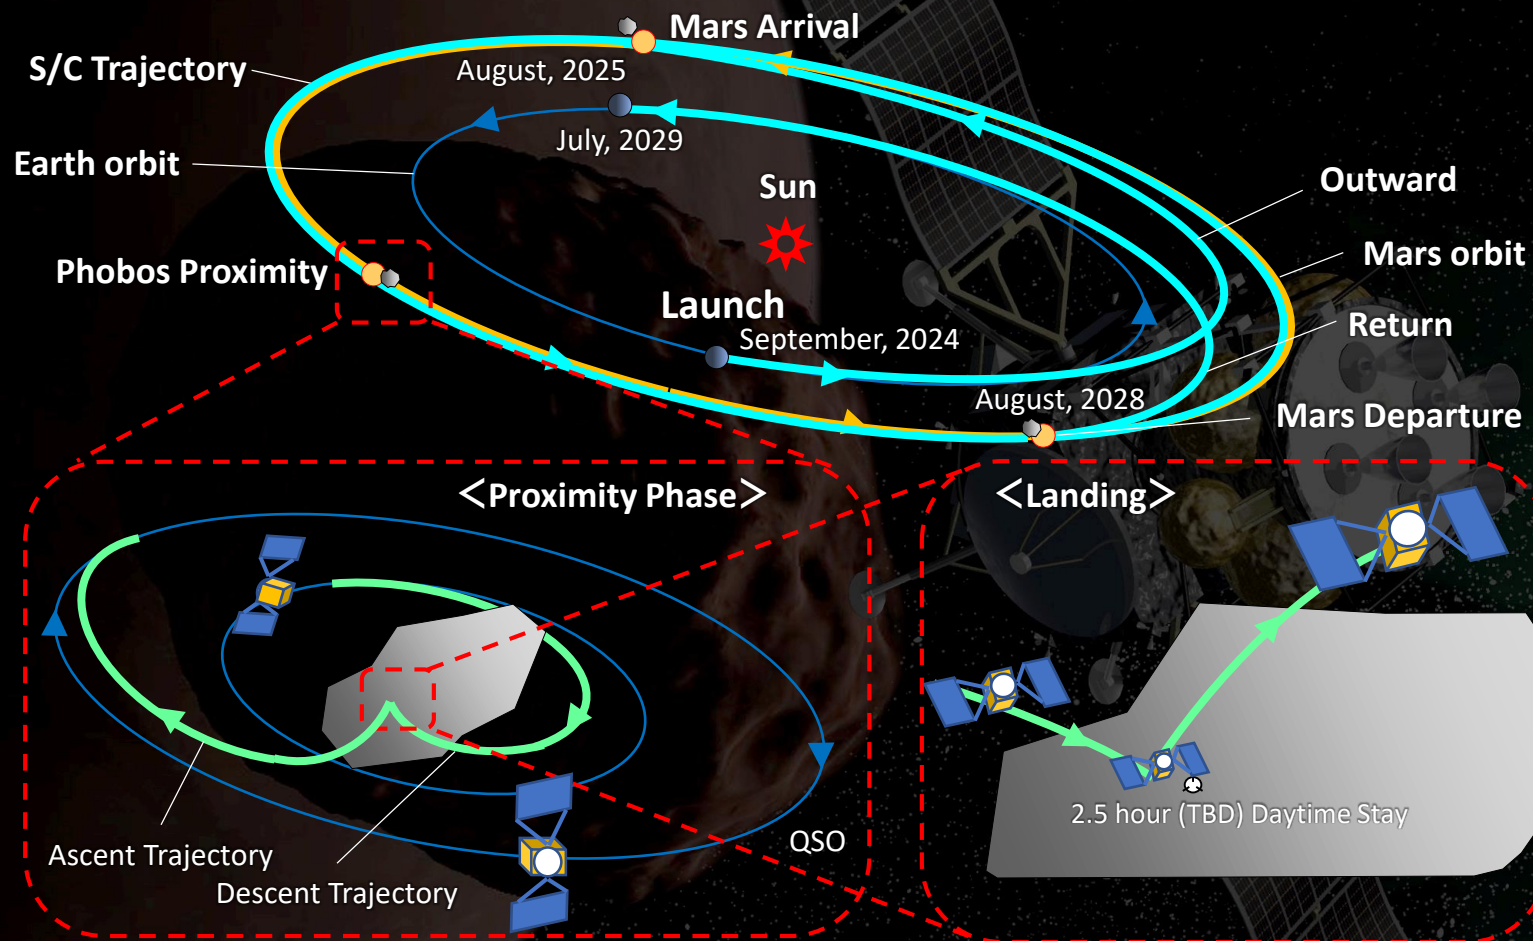 Mars Arrival
S/C Trajectory
August, 2025
July, 2029
Earth orbit
Sun
Outward
Mars orbit
Phobos Proximity
Launch
September, 2024
Return
August, 2028
Mars Departure
<Proximity Phase>
<Landing>
2.5 hour (TBD) Daytime Stay
QSO
Ascent Trajectory
Descent Trajectory